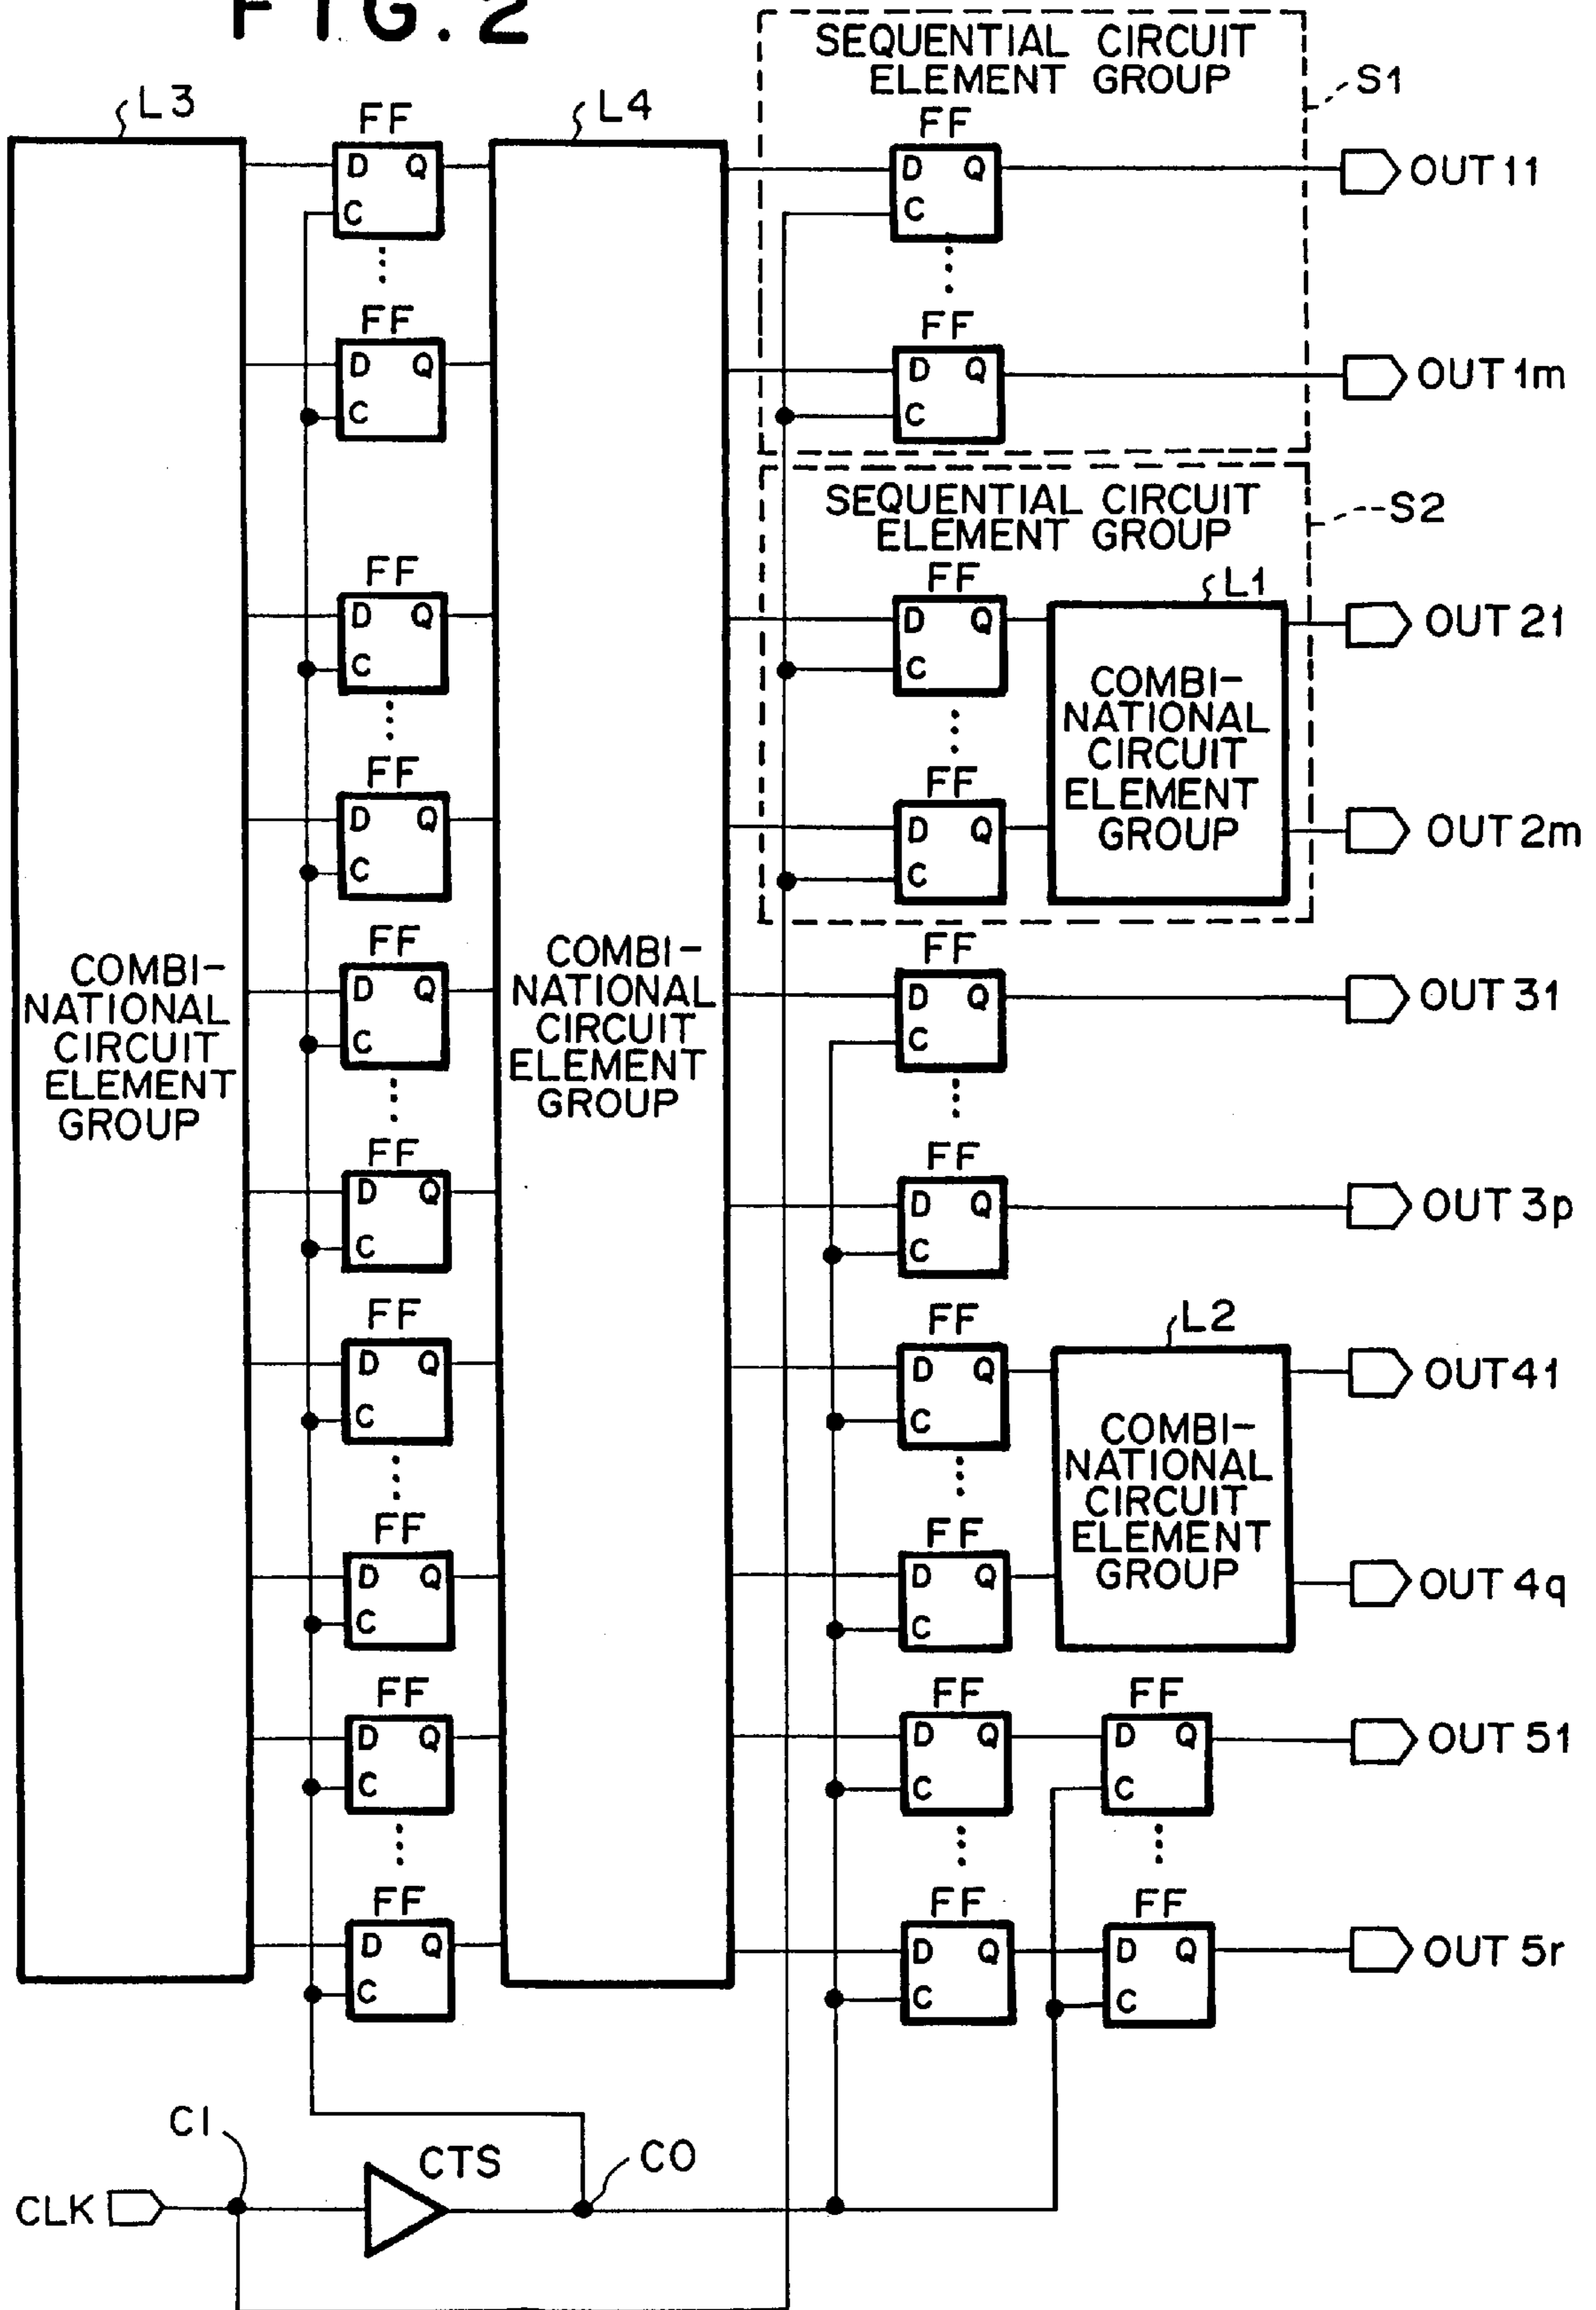 FIG. 2
SEQUENTIAL CIRCUIT
ELEMENT GROUP
S1
L3
FF
L4
FF
D Q
C
D Q
C
OUT 11
FF
FF
D Q
C
D Q
C
OUT 1m
SEQUENTIAL CIRCUIT
ELEMENT GROUP
S2
FF
FF
L1
D Q
C
D Q
C
OUT 21
COMBI-
NATIONAL
CIRCUIT
ELEMENT
GROUP
FF
FF
D Q
C
D Q
C
OUT 2m
COMBI-
NATIONAL
CIRCUIT
ELEMENT
GROUP
FF
D Q
C
COMBI-
NATIONAL
CIRCUIT
ELEMENT
GROUP
FF
D Q
C
OUT 31
FF
FF
D Q
C
D Q
C
OUT 3p
FF
FF
L2
D Q
C
D Q
C
OUT41
COMBI-
NATIONAL
CIRCUIT
ELEMENT
GROUP
FF
FF
D Q
C
D Q
C
OUT 4q
FF
FF
FF
D Q
C
D Q
C
D Q
C
OUT 51
FF
FF
FF
D Q
C
D Q
C
D Q
C
OUT 5r
CI
CTS
CO
CLK